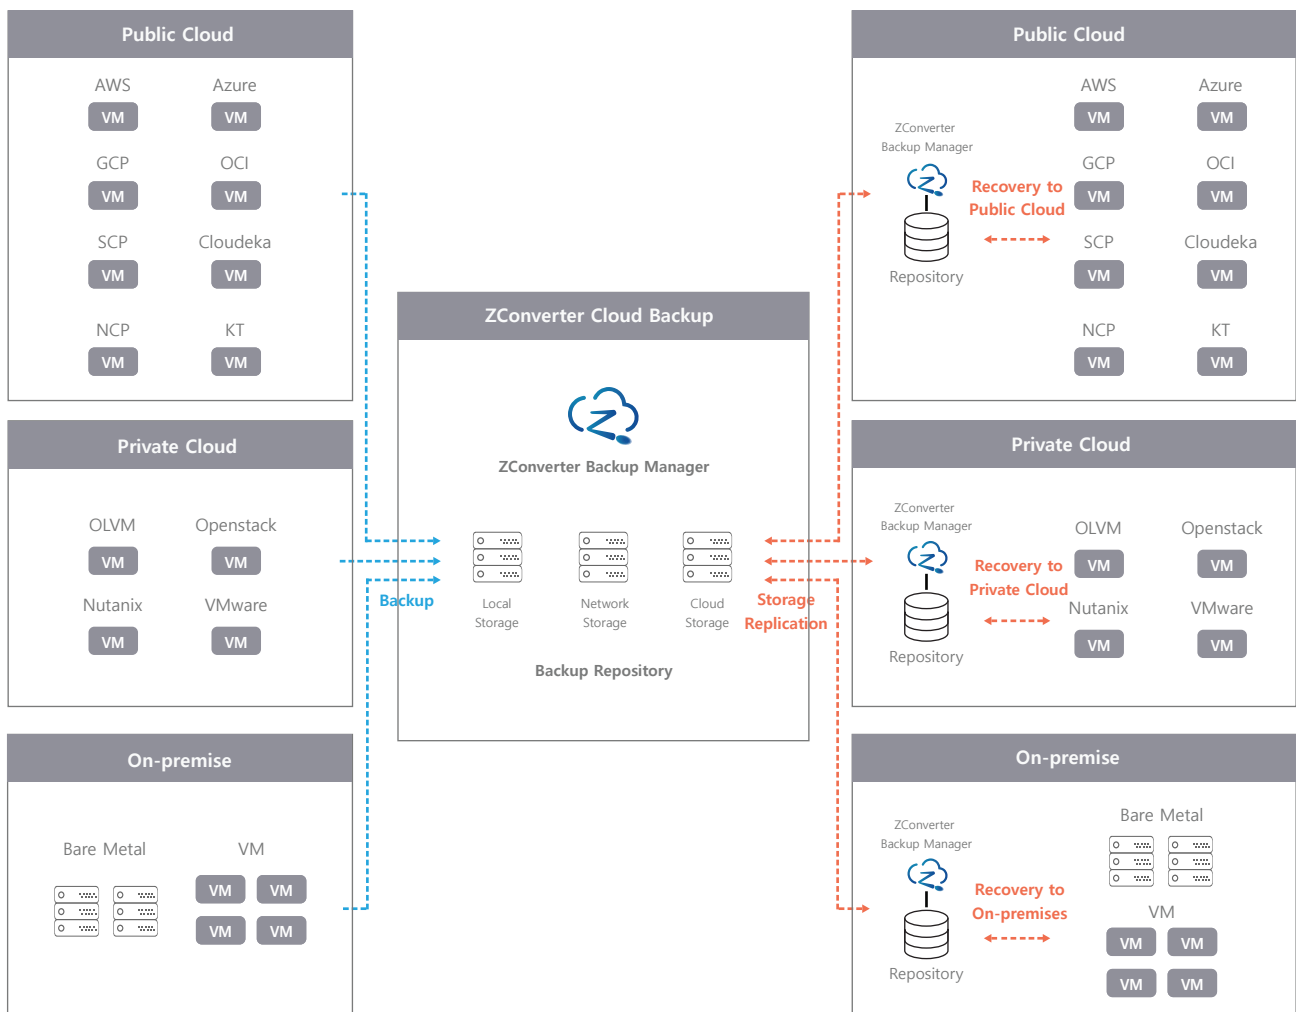 Public Cloud
AWS Azure
VM VM
GCP OCI
VM VM
SCP Cloudeka
VM VM
NCP KT
VM VM
Private Cloud
OLVM Openstack
VM VM
Nutanix VMware
VM VM
On-premise
Bare Metal VM
VM VM
VM VM
Backup
ZConverter Cloud Backup
ZConverter Backup Manager
Local
Storage
Network
Storage
Cloud
Storage
Backup Repository
Storage
Replication
Public Cloud
ZConverter
Backup Manager
Repository
Recovery to
Public Cloud
AWS Azure
VM VM
GCP OCI
VM VM
SCP Cloudeka
VM VM
NCP KT
VM VM
Private Cloud
ZConverter
Backup Manager
Repository
Recovery to
Private Cloud
OLVM Openstack
VM VM
Nutanix VMware
VM VM
On-premise
ZConverter
Backup Manager
Repository
Recovery to
On-premises
Bare Metal
VM
VM VM
VM VM